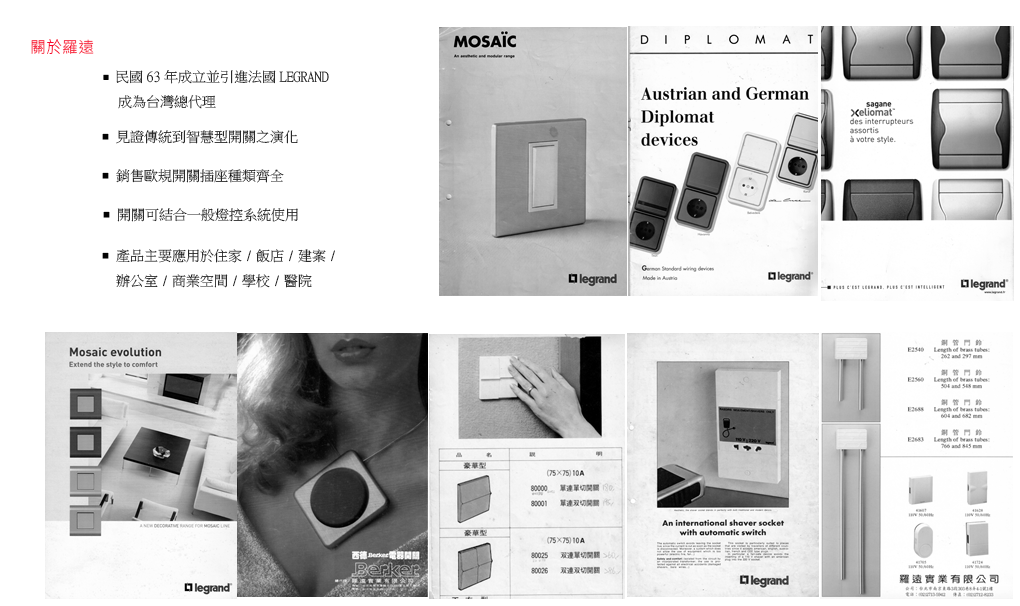 關於羅遠
■ 民國 63 年成立並引進法國 LEGRAND
成為台灣總代理
■ 見證傳統到智慧型開關之演化
■ 銷售歐規開關插座種類齊全
■ 開關可結合一般燈控系統使用
■ 產品主要應用於住家 / 飯店 / 建案 /
辦公室 / 商業空間 / 學校 / 醫院
MOSAÏC
An aesthetic and modular range
legrand
DIPLOMAT
Austrian and German
Diplomat
devices
German Standard wiring devices
Made in Austria
legrand
sagane
Xeliomat
des interrupteurs
assortis
à votre style.
PLUS C'EST LEGRAND, PLUS C'EST INTELLIGENT
legrand
Mosaic evolution
Extend the style to comfort
A NEW DECORATIVE RANGE FOR MOSAIC LINE
legrand
西德Berker電器開關
Berker
羅遠實業有限公司
品名 說明
豪華型
(75×75)10A
80000 單連單切開關
80001 單連双切開關
豪華型
(75×75)10A
80025 双連單切開關
80026 双連双切開關
An international shaver socket
with automatic switch
legrand
銅管門鈴
E2540 Length of brass tubes:
262 and 297 mm
銅管門鈴
E2560 Length of brass tubes:
504 and 548 mm
銅管門鈴
E2688 Length of brass tubes:
604 and 682 mm
銅管門鈴
E2683 Length of brass tubes:
766 and 845 mm
羅遠實業有限公司